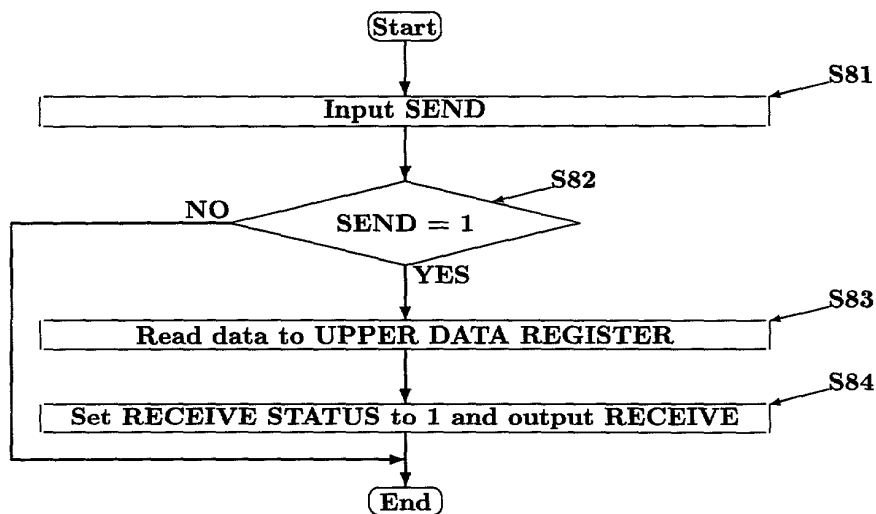 Start
S81
Input SEND
S82
NO
SEND = 1
YES
S83
Read data to UPPER DATA REGISTER
S84
Set RECEIVE STATUS to 1 and output RECEIVE
End